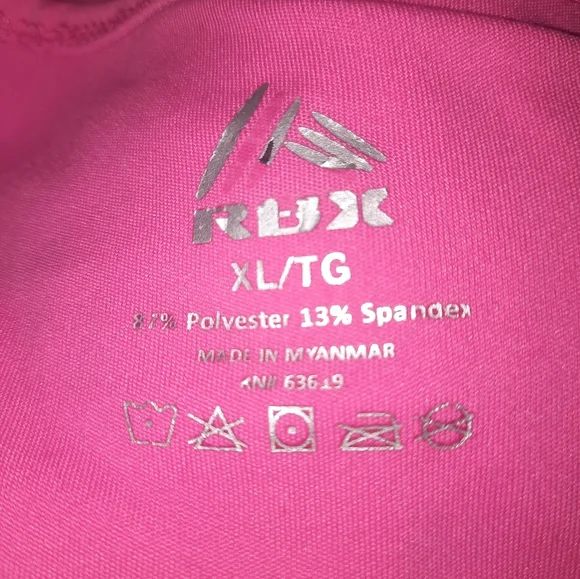 RBX
XL/TG
87% Polyester 13% Spandex
MADE IN MYANMAR
RN# 63619